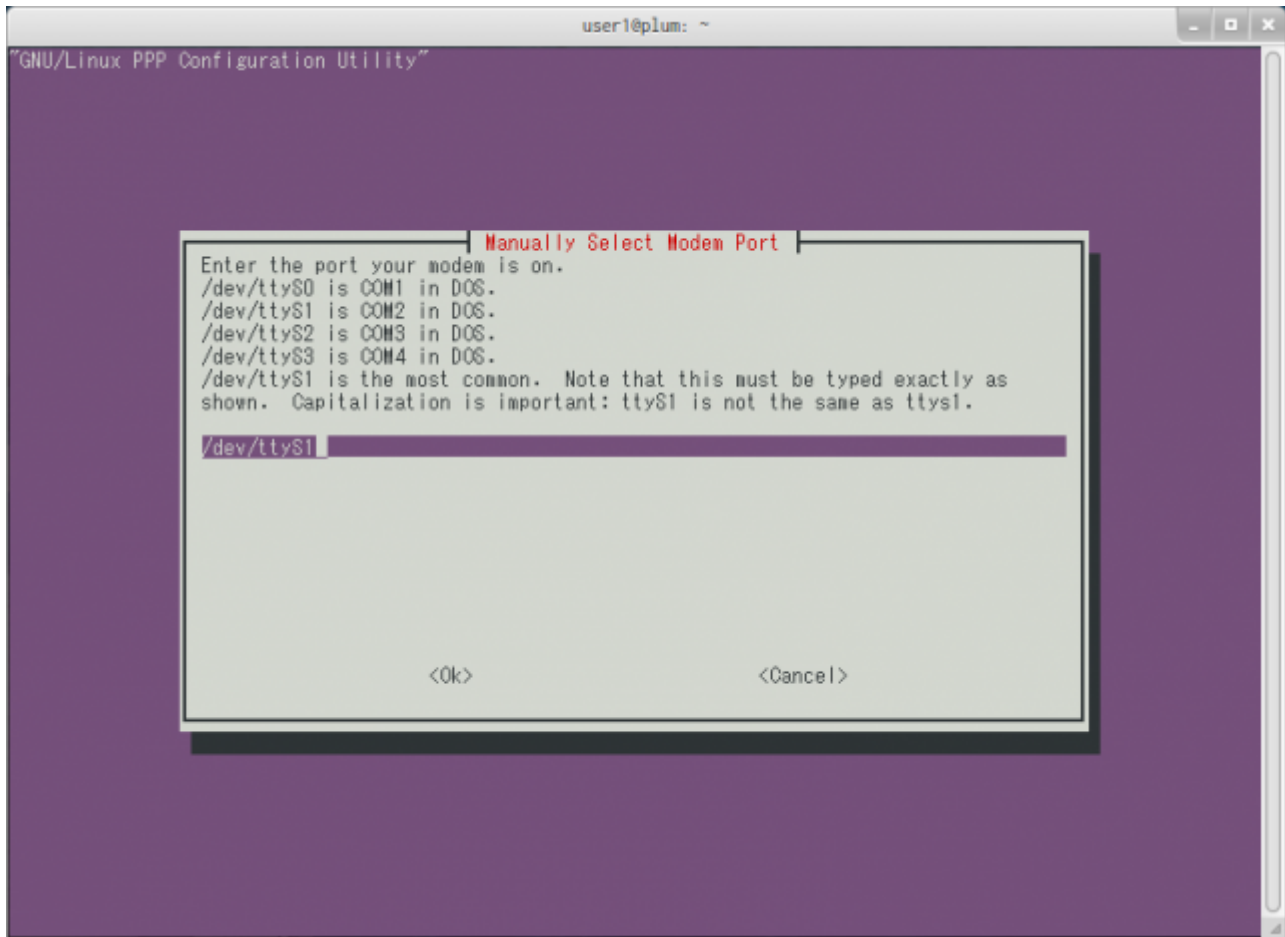 user1@plum: ~
"GNU/Linux PPP Configuration Utility"
Manually Select Modem Port
Enter the port your modem is on.
/dev/ttyS0 is COM1 in DOS.
/dev/ttyS1 is COM2 in DOS.
/dev/ttyS2 is COM3 in DOS.
/dev/ttyS3 is COM4 in DOS.
/dev/ttyS1 is the most common.  Note that this must be typed exactly as
shown.  Capitalization is important: ttyS1 is not the same as ttys1.
/dev/ttyS1
<Ok> <Cancel>